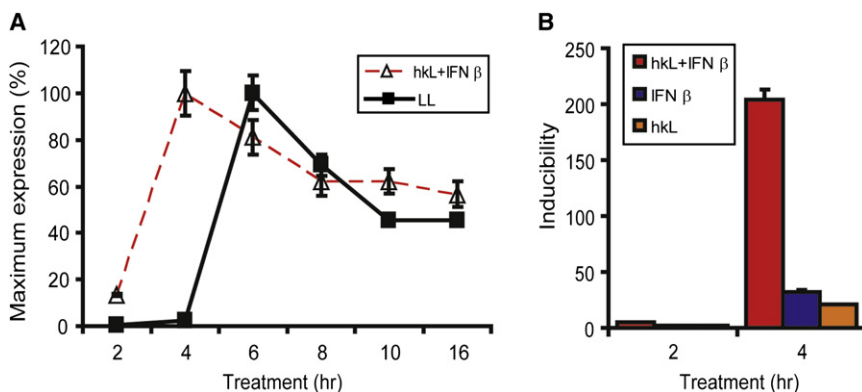 A
Maximum expression (%)
120
100
80
60
40
20
0
hkL+IFN β
LL
2 4 6 8 10 16
Treatment (hr)
B
Inducibility
250
200
150
100
50
0
hkL+IFN β
IFN β
hkL
2 4
Treatment (hr)